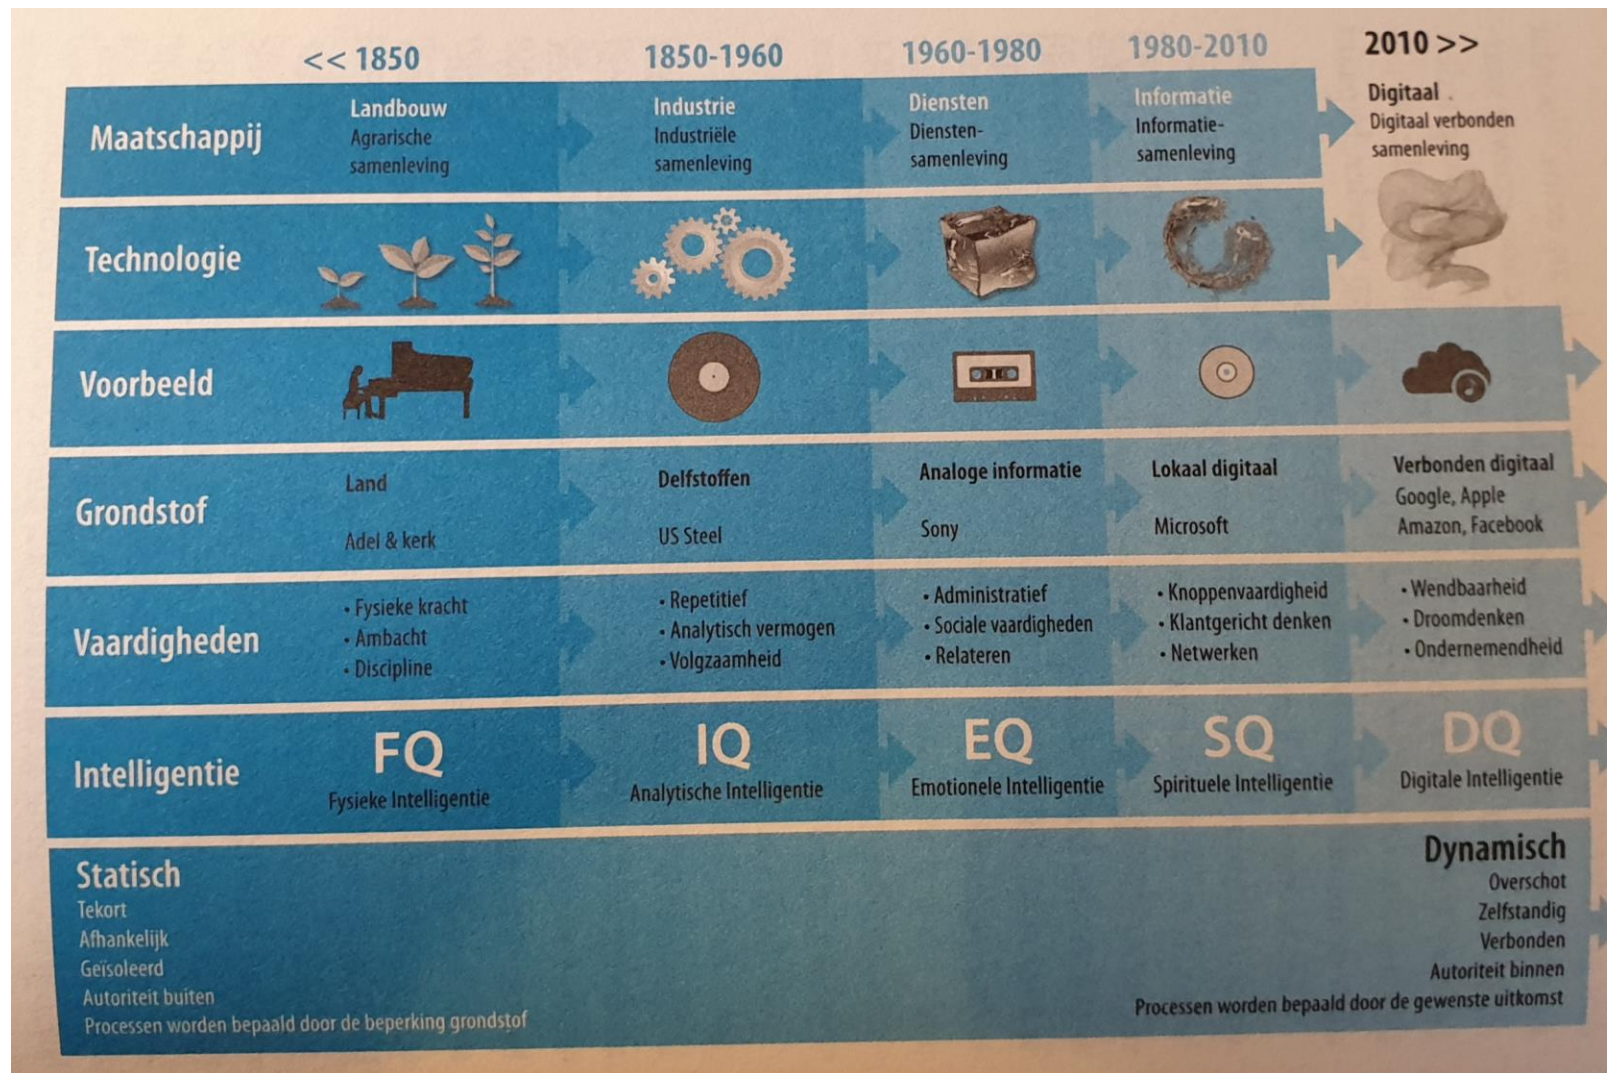 << 1850
1850-1960
1960-1980
1980-2010
2010 >>
Maatschappij
Landbouw
Agrarische
samenleving
Industrie
Industriële
samenleving
Diensten
Diensten-
samenleving
Informatie
Informatie-
samenleving
Digitaal
Digitaal verbonden
samenleving
Technologie
Voorbeeld
Grondstof
Land
Adel & kerk
Delfstoffen
US Steel
Analoge informatie
Sony
Lokaal digitaal
Microsoft
Verbonden digitaal
Google, Apple
Amazon, Facebook
Vaardigheden
• Fysieke kracht
• Ambacht
• Discipline
• Repetitief
• Analytisch vermogen
• Volgzaamheid
• Administratief
• Sociale vaardigheden
• Relateren
• Knoppenvaardigheid
• Klantgericht denken
• Netwerken
• Wendbaarheid
• Droomdenken
• Ondernemendheid
Intelligentie
FQ
Fysieke Intelligentie
IQ
Analytische Intelligentie
EQ
Emotionele Intelligentie
SQ
Spirituele Intelligentie
DQ
Digitale Intelligentie
Statisch
Tekort
Afhankelijk
Geïsoleerd
Autoriteit buiten
Processen worden bepaald door de beperking grondstof
Dynamisch
Overschot
Zelfstandig
Verbonden
Autoriteit binnen
Processen worden bepaald door de gewenste uitkomst